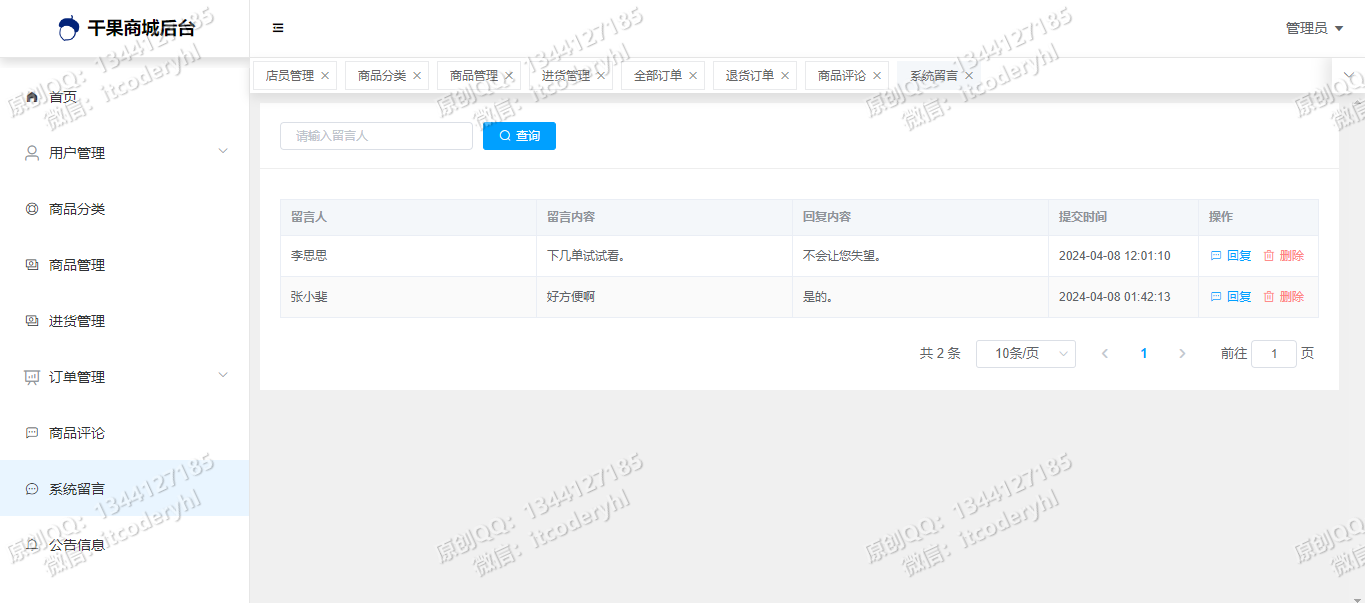 干果商城后台
管理员
店员管理 商品分类 商品管理 进货管理 全部订单 退货订单 商品评论 系统留言
首页
用户管理
商品分类
商品管理
进货管理
订单管理
商品评论
系统留言
公告信息
请输入留言人 查询
留言人 留言内容 回复内容 提交时间 操作
李思思 下几单试试看。 不会让您失望。 2024-04-08 12:01:10 回复 删除
张小斐 好方便啊 是的。 2024-04-08 01:42:13 回复 删除
共 2 条 10条/页 1 前往 1 页
原创QQ：1344127185
微信：itcoderyhl
原创QQ：1344127185
微信：itcoderyhl
原创QQ：1344127185
微信：itcoderyhl
原创QQ
微信
原创QQ：1344127185
微信：itcoderyhl
原创QQ：1344127185
微信：itcoderyhl
原创QQ：1344127185
微信：itcoderyhl
原创QQ
微信